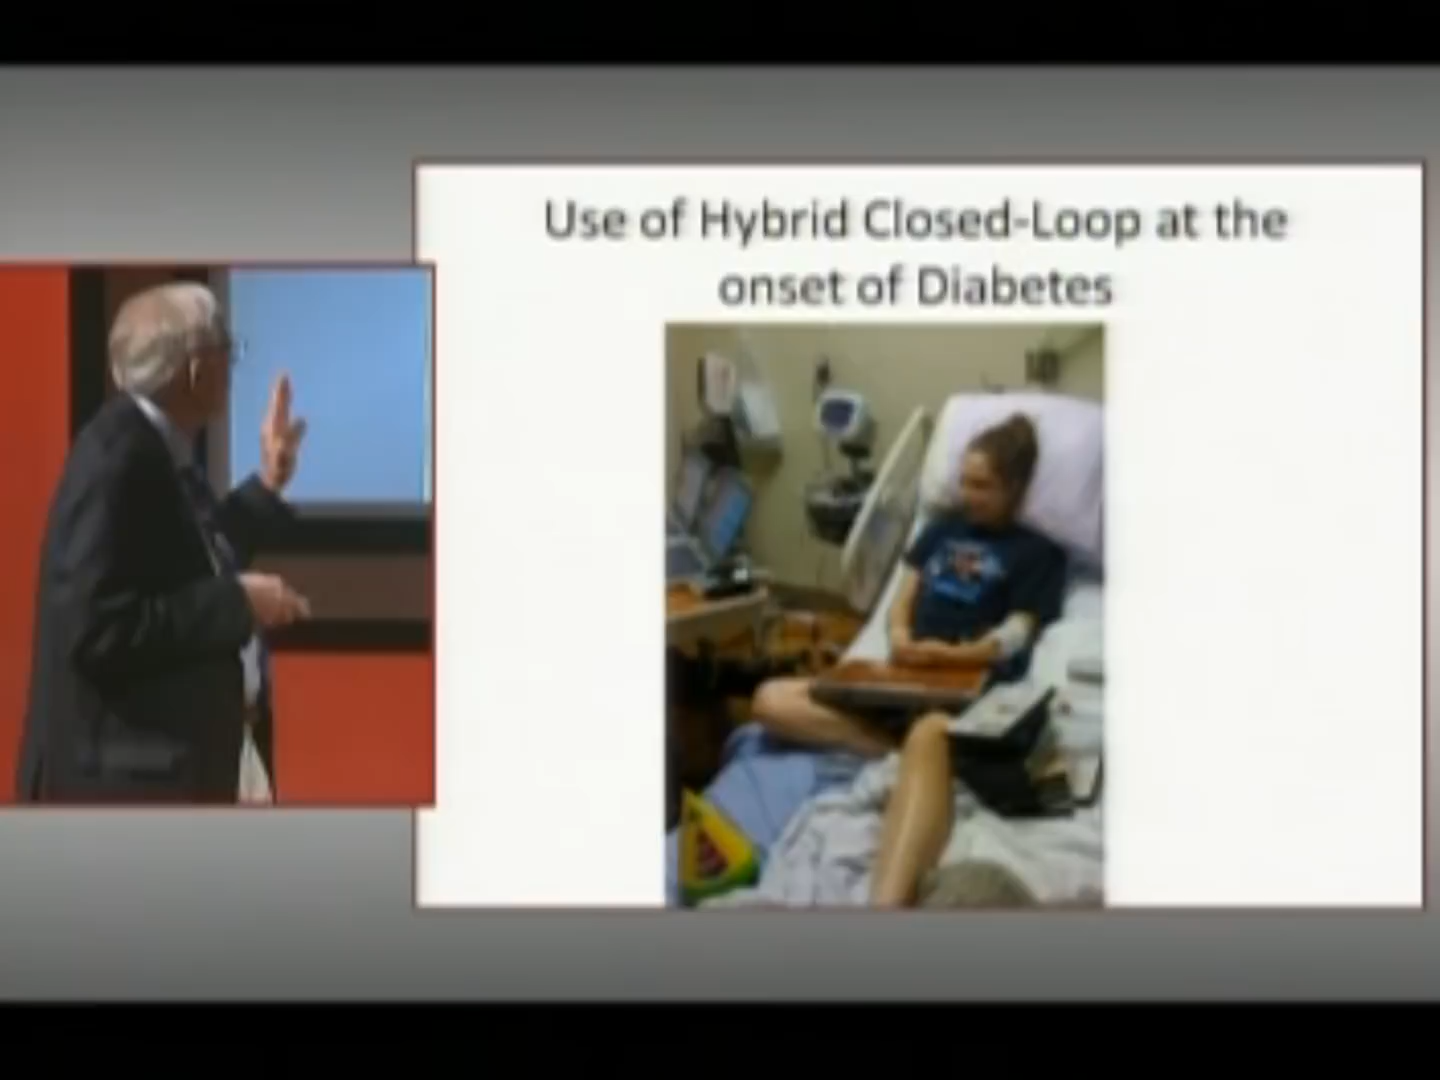 Use of Hybrid Closed-Loop at the
onset of Diabetes